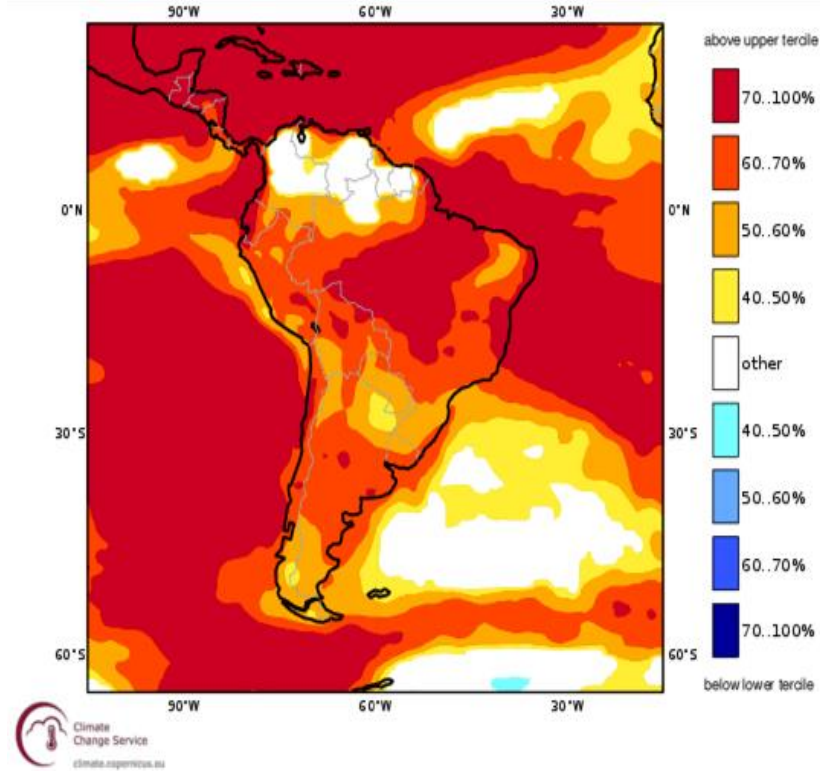 90°W 60°W 30°W
above upper tercile
70..100%
60..70%
0°N 0°N
50..60%
40..50%
other
30°S 30°S
40..50%
50..60%
60..70%
70..100%
60°S 60°S
below lower tercile
90°W 60°W 30°W
Climate
Change Service
climate.copernicus.eu